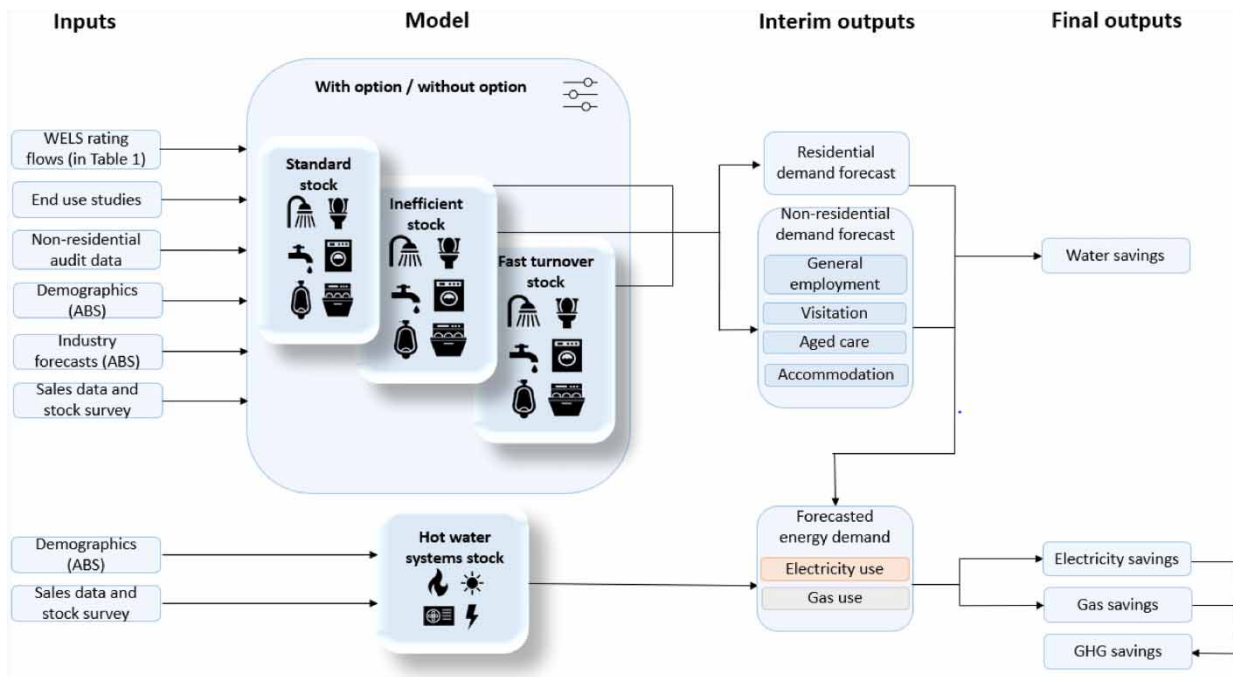 Inputs
Model
Interim outputs
Final outputs
With option / without option
WELS rating
flows (in Table 1)
End use studies
Non-residential
audit data
Demographics
(ABS)
Industry
forecasts (ABS)
Sales data and
stock survey
Standard
stock
Inefficient
stock
Fast turnover
stock
Residential
demand forecast
Non-residential
demand forecast
General
employment
Visitation
Aged care
Accommodation
Water savings
Demographics
(ABS)
Sales data and
stock survey
Hot water
systems stock
Forecasted
energy demand
Electricity use
Gas use
Electricity savings
Gas savings
GHG savings